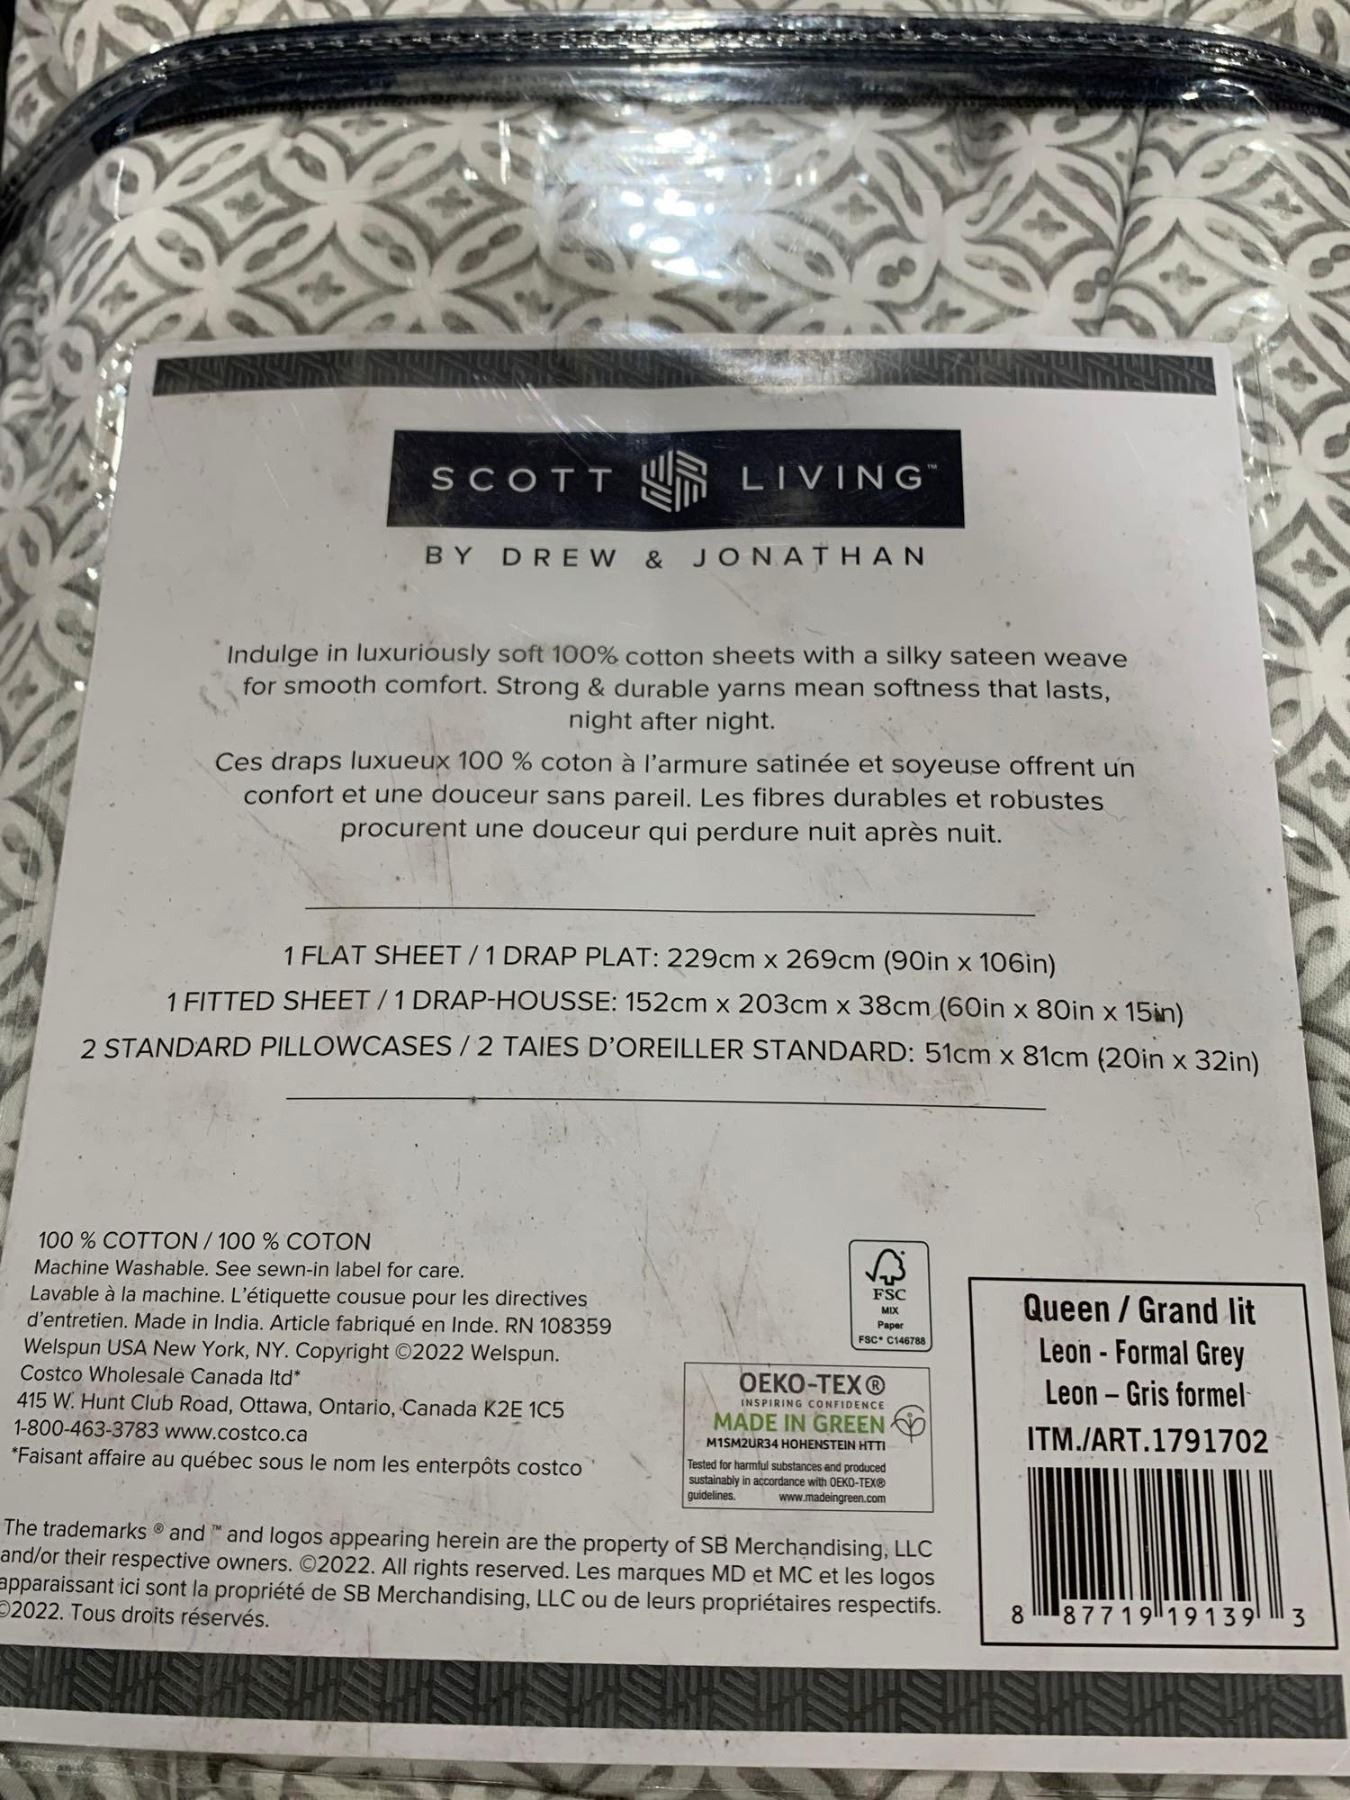 SCOTT LIVING™
BY DREW & JONATHAN
Indulge in luxuriously soft 100% cotton sheets with a silky sateen weave
for smooth comfort. Strong & durable yarns mean softness that lasts,
night after night.
Ces draps luxueux 100 % coton à l'armure satinée et soyeuse offrent un
confort et une douceur sans pareil. Les fibres durables et robustes
procurent une douceur qui perdure nuit après nuit.
1 FLAT SHEET / 1 DRAP PLAT: 229cm x 269cm (90in x 106in)
1 FITTED SHEET / 1 DRAP-HOUSSE: 152cm x 203cm x 38cm (60in x 80in x 15in)
2 STANDARD PILLOWCASES / 2 TAIES D'OREILLER STANDARD: 51cm x 81cm (20in x 32in)
100 % COTTON / 100 % COTON
Machine Washable. See sewn-in label for care.
Lavable à la machine. L'étiquette cousue pour les directives
d'entretien. Made in India. Article fabriqué en Inde. RN 108359
Welspun USA New York, NY. Copyright ©2022 Welspun.
Costco Wholesale Canada ltd*
415 W. Hunt Club Road, Ottawa, Ontario, Canada K2E 1C5
1-800-463-3783 www.costco.ca
*Faisant affaire au québec sous le nom les enterpôts costco
FSC
MIX
Paper
FSC® C146788
OEKO-TEX®
INSPIRING CONFIDENCE
MADE IN GREEN
M1SM2UR34 HOHENSTEIN HTTI
Tested for harmful substances and produced
sustainably in accordance with OEKO-TEX®
guidelines. www.madeingreen.com
Queen / Grand lit
Leon - Formal Grey
Leon – Gris formel
ITM./ART.1791702
8 87719 19139 3
The trademarks ® and ™ and logos appearing herein are the property of SB Merchandising, LLC
and/or their respective owners. ©2022. All rights reserved. Les marques MD et MC et les logos
apparaissant ici sont la propriété de SB Merchandising, LLC ou de leurs propriétaires respectifs.
©2022. Tous droits réservés.